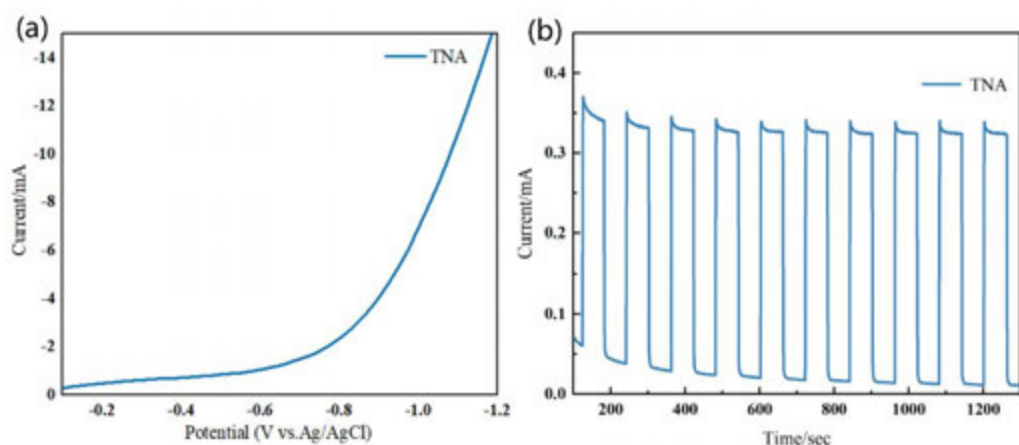 (a)
TNA
-14
-12
-10
-8
-6
-4
-2
0
-0.2 -0.4 -0.6 -0.8 -1.0 -1.2
Current/mA
Potential (V vs.Ag/AgCl)
(b)
TNA
0.4
0.3
0.2
0.1
0.0
200 400 600 800 1000 1200
Current/mA
Time/sec